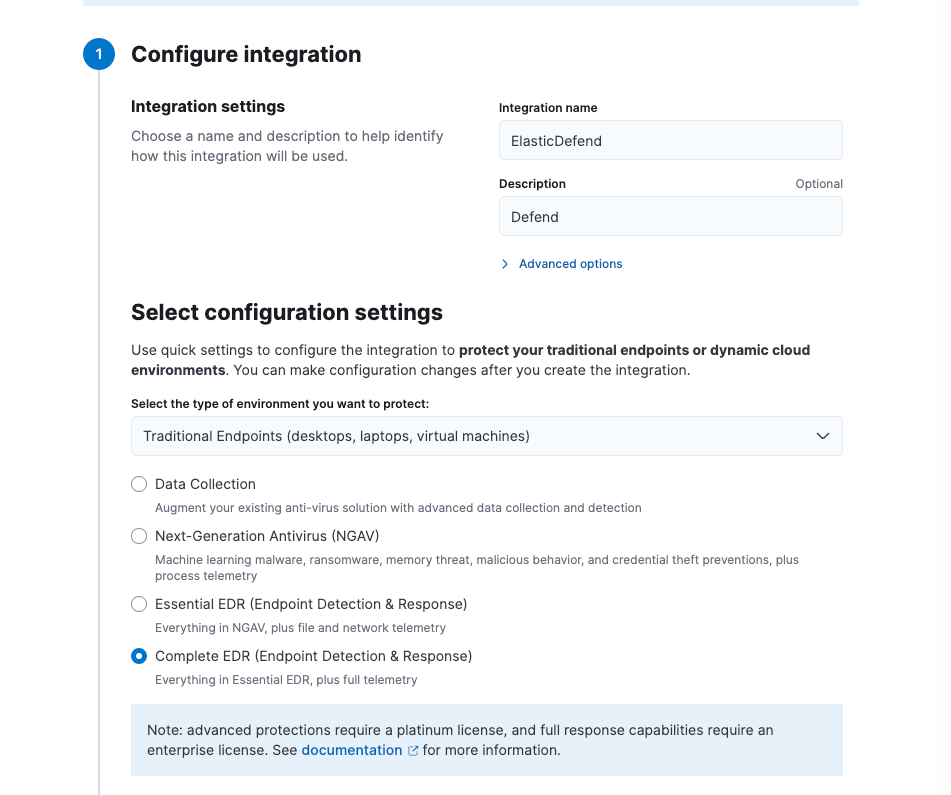 1 Configure integration
Integration settings
Choose a name and description to help identify
how this integration will be used.
Integration name
ElasticDefend
Description Optional
Defend
Advanced options
Select configuration settings
Use quick settings to configure the integration to protect your traditional endpoints or dynamic cloud
environments. You can make configuration changes after you create the integration.
Select the type of environment you want to protect:
Traditional Endpoints (desktops, laptops, virtual machines)
Data Collection
Augment your existing anti-virus solution with advanced data collection and detection
Next-Generation Antivirus (NGAV)
Machine learning malware, ransomware, memory threat, malicious behavior, and credential theft preventions, plus
process telemetry
Essential EDR (Endpoint Detection & Response)
Everything in NGAV, plus file and network telemetry
Complete EDR (Endpoint Detection & Response)
Everything in Essential EDR, plus full telemetry
Note: advanced protections require a platinum license, and full response capabilities require an
enterprise license. See documentation for more information.